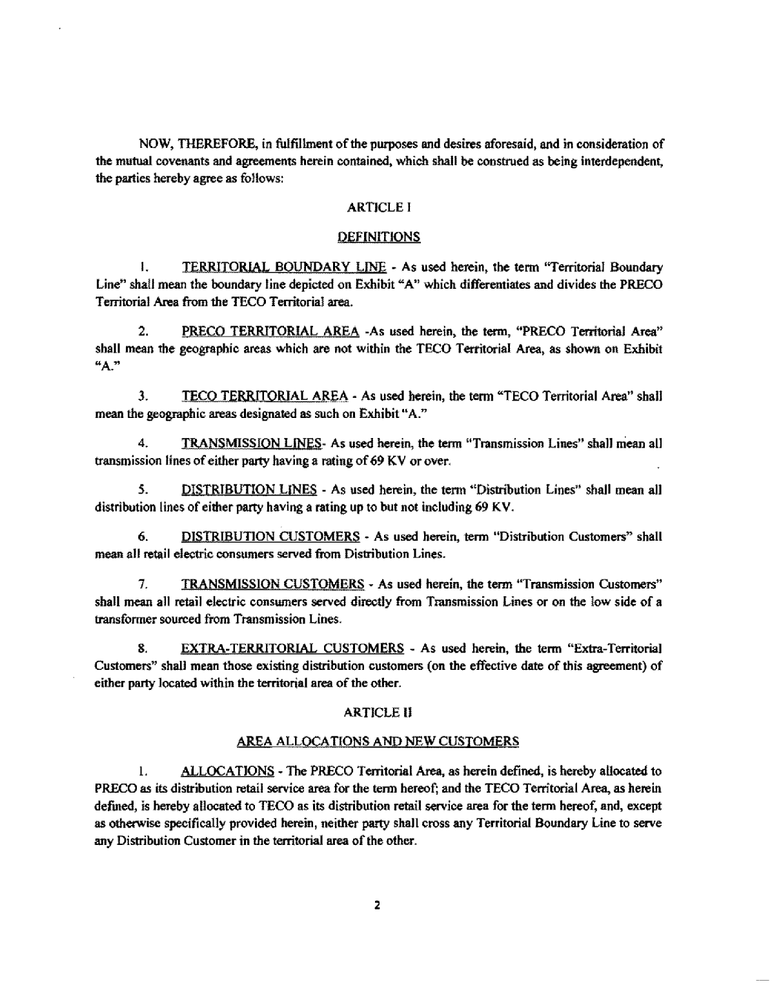 NOW, THEREFORE, in fulfillment of the purposes and desires aforesaid, and in consideration of
the mutual covenants and agreements herein contained, which shall be construed as being interdependent,
the parties hereby agree as follows:
ARTICLE I
DEFINITIONS
1. TERRITORIAL BOUNDARY LINE - As used herein, the term “Territorial Boundary
Line” shall mean the boundary line depicted on Exhibit “A” which differentiates and divides the PRECO
Territorial Area from the TECO Territorial area.
2. PRECO TERRITORIAL AREA -As used herein, the term, “PRECO Territorial Area”
shall mean the geographic areas which are not within the TECO Territorial Area, as shown on Exhibit
“A.”
3. TECO TERRITORIAL AREA - As used herein, the term “TECO Territorial Area” shall
mean the geographic areas designated as such on Exhibit “A.”
4. TRANSMISSION LINES- As used herein, the term “Transmission Lines” shall mean all
transmission lines of either party having a rating of 69 KV or over.
5. DISTRIBUTION LINES - As used herein, the term “Distribution Lines” shall mean all
distribution lines of either party having a rating up to but not including 69 KV.
6. DISTRIBUTION CUSTOMERS - As used herein, term “Distribution Customers” shall
mean all retail electric consumers served from Distribution Lines.
7. TRANSMISSION CUSTOMERS - As used herein, the term “Transmission Customers”
shall mean all retail electric consumers served directly from Transmission Lines or on the low side of a
transformer sourced from Transmission Lines.
8. EXTRA-TERRITORIAL CUSTOMERS - As used herein, the term “Extra-Territorial
Customers” shall mean those existing distribution customers (on the effective date of this agreement) of
either party located within the territorial area of the other.
ARTICLE II
AREA ALLOCATIONS AND NEW CUSTOMERS
1. ALLOCATIONS - The PRECO Territorial Area, as herein defined, is hereby allocated to
PRECO as its distribution retail service area for the term hereof; and the TECO Territorial Area, as herein
defined, is hereby allocated to TECO as its distribution retail service area for the term hereof, and, except
as otherwise specifically provided herein, neither party shall cross any Territorial Boundary Line to serve
any Distribution Customer in the territorial area of the other.
2